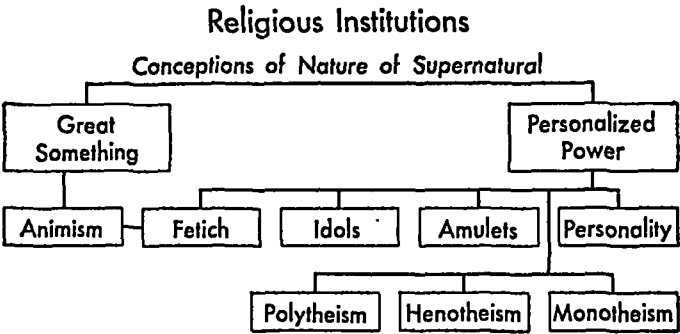 Religious Institutions
Conceptions of Nature of Supernatural
Great
Something
Personalized
Power
Animism
Fetich
Idols
Amulets
Personality
Polytheism
Henotheism
Monotheism